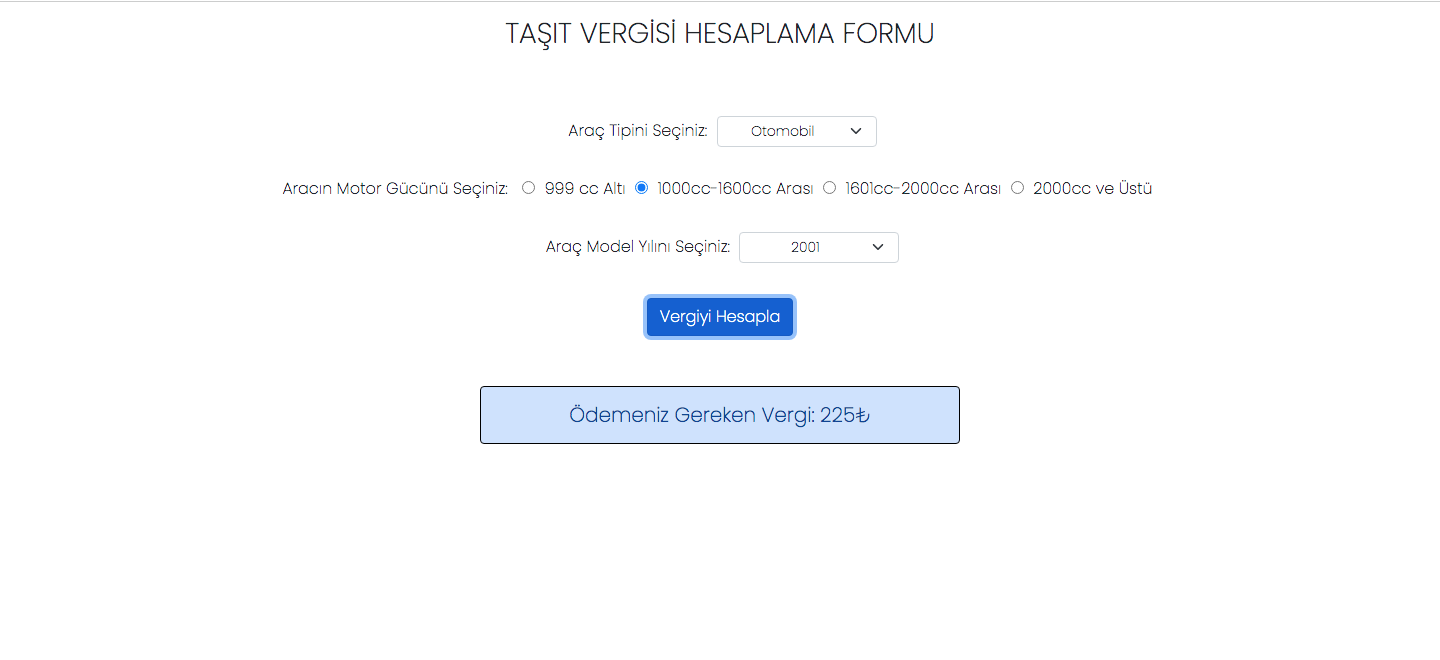 TAŞIT VERGİSİ HESAPLAMA FORMU
Araç Tipini Seçiniz: Otomobil
Aracın Motor Gücünü Seçiniz: 999 cc Altı 1000cc-1600cc Arası 1601cc-2000cc Arası 2000cc ve Üstü
Araç Model Yılını Seçiniz: 2001
Vergiyi Hesapla
Ödemeniz Gereken Vergi: 225₺